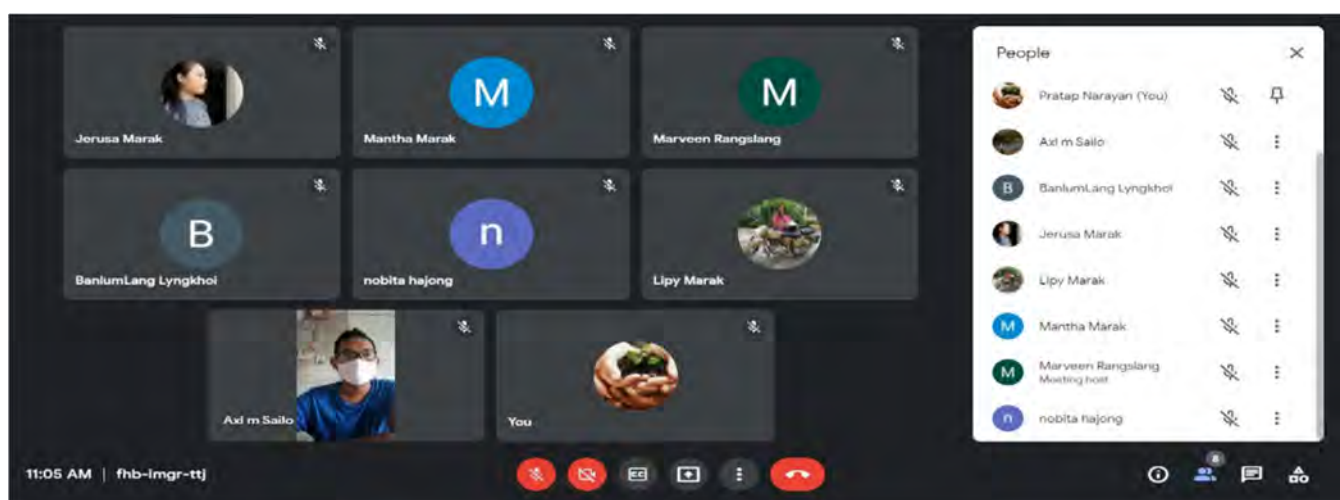 M
M
Jerusa Marak
Mantha Marak
Marveen Rangslang
B
n
BanlumLang Lyngkhoi
nobita hajong
Lipy Marak
Axl m Sailo
You
11:05 AM | fhb-imgr-ttj
CC
8
People
Pratap Narayan (You)
Axl m Sailo
B BanlumLang Lyngkhoi
Jerusa Marak
Lipy Marak
M Mantha Marak
M Marveen Rangslang
Meeting host
n nobita hajong